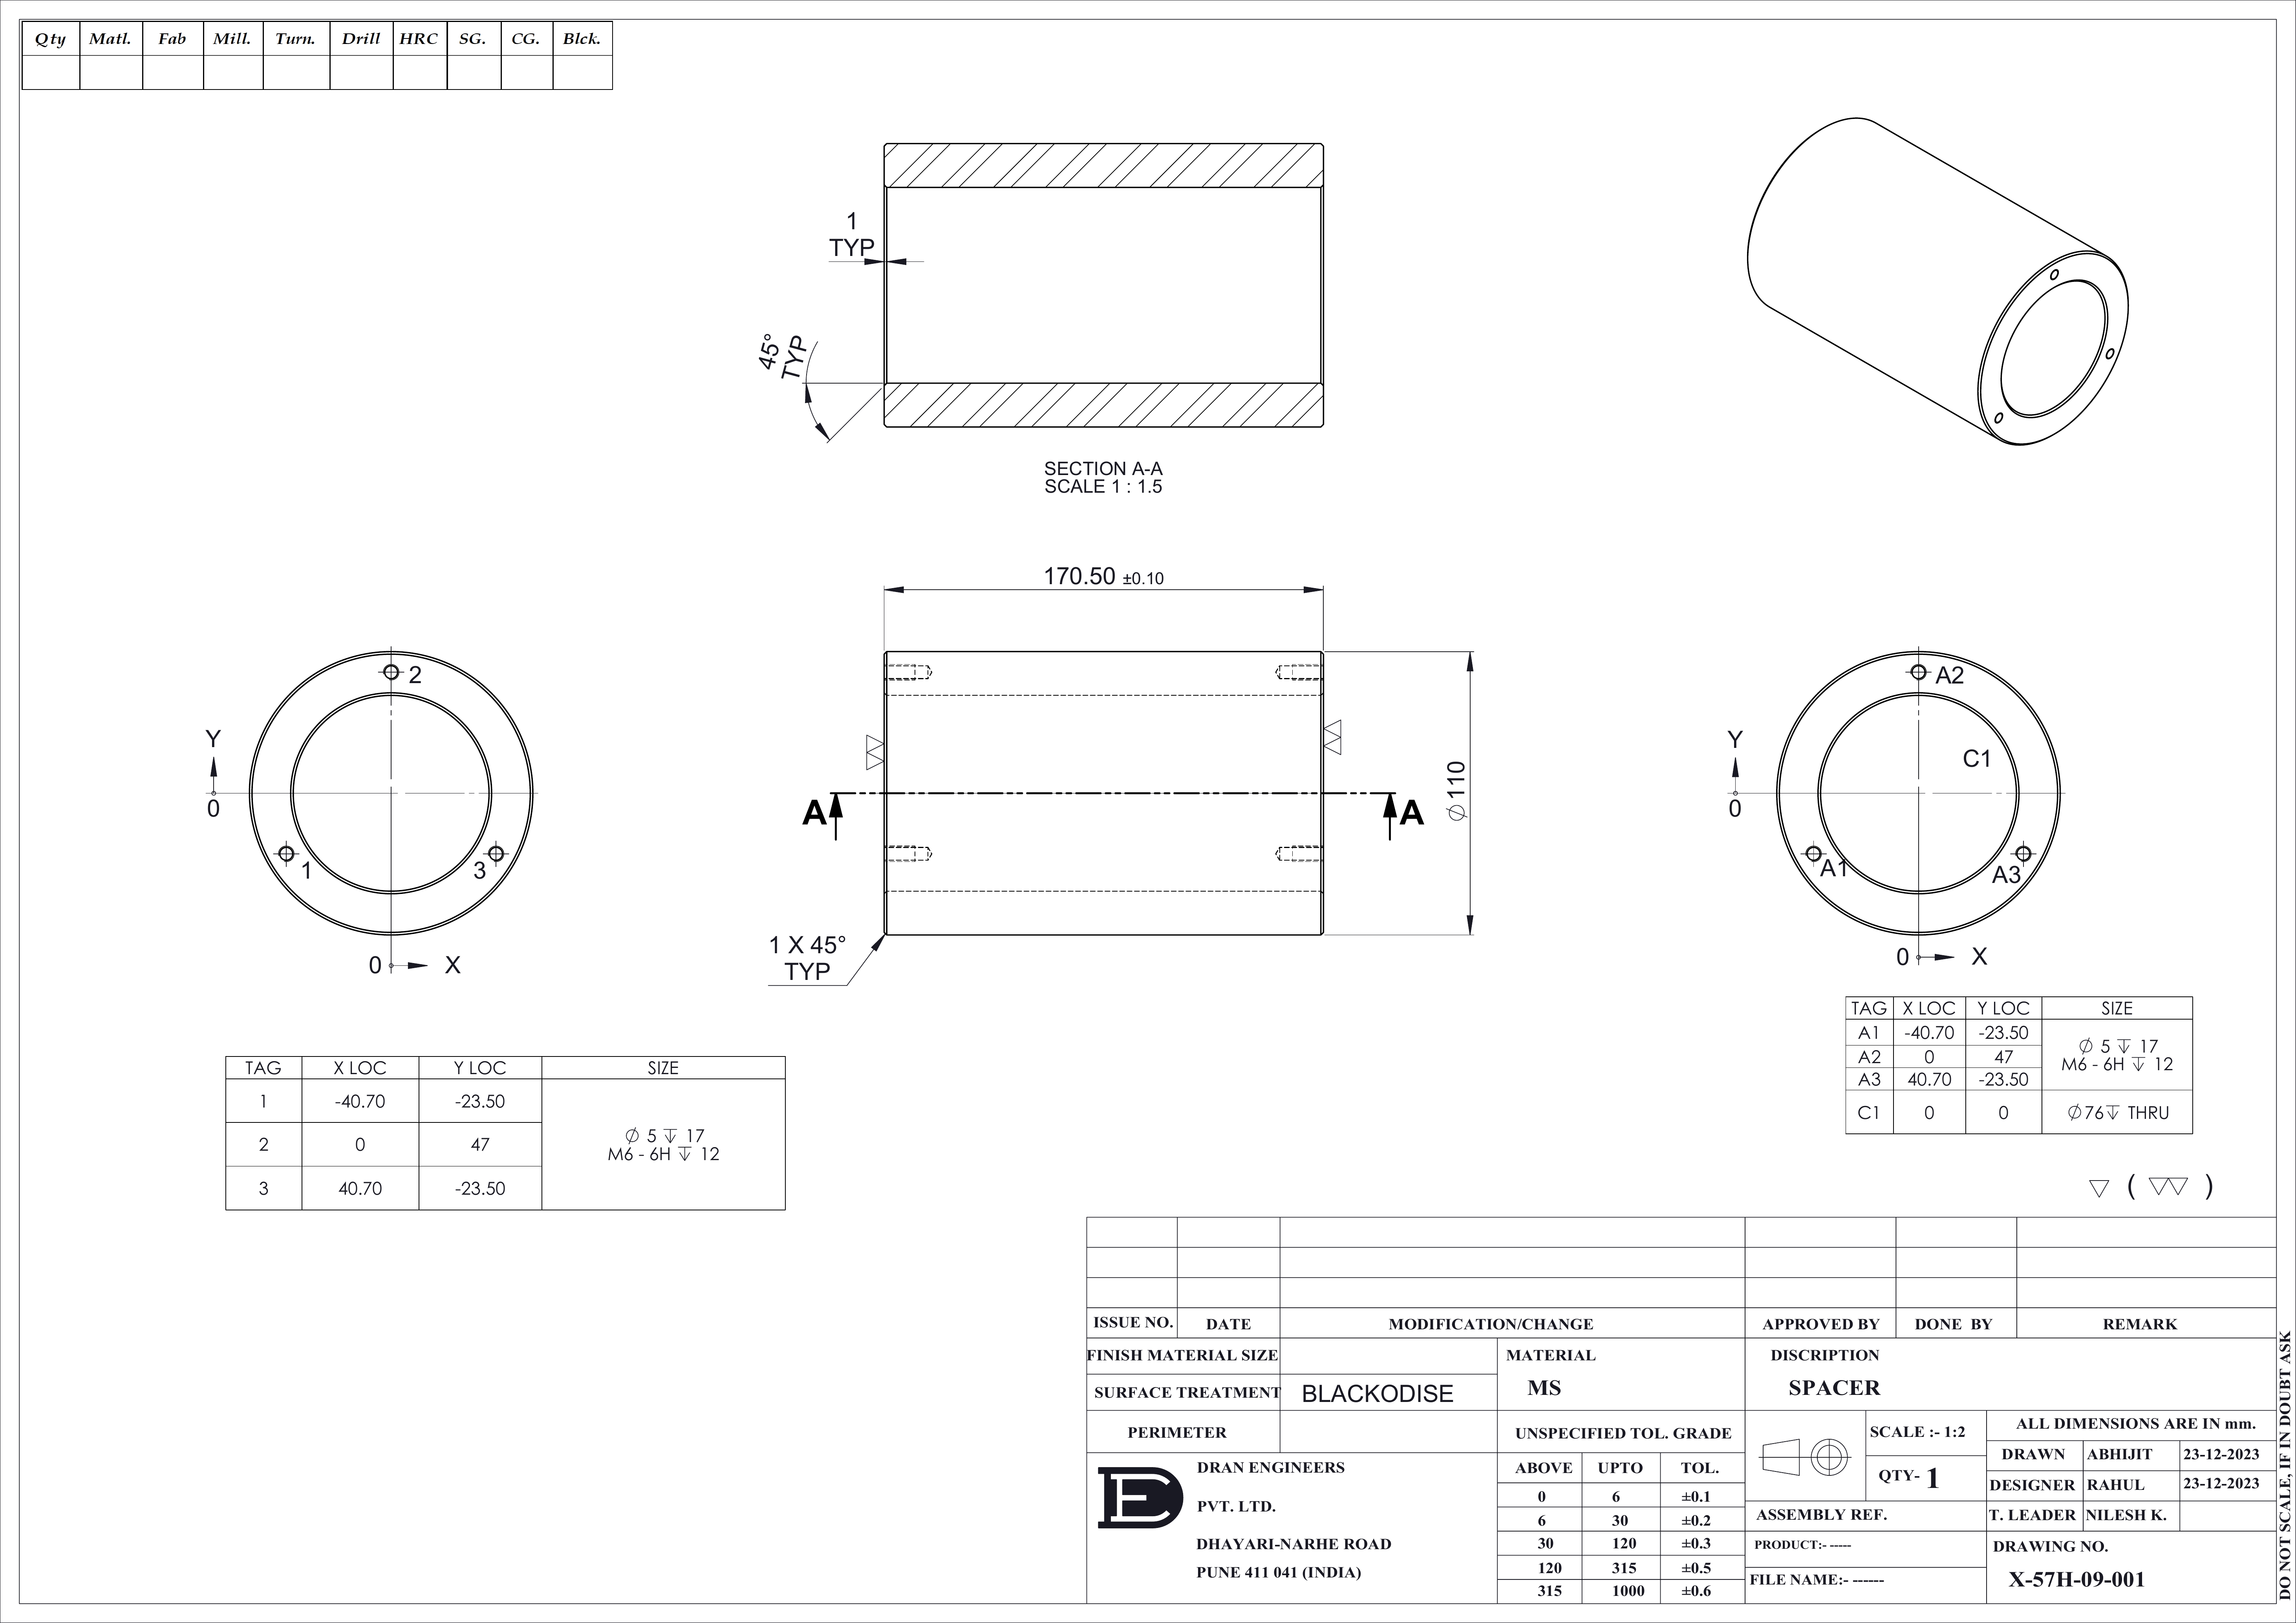 Qty Matl. Fab Mill. Turn. Drill HRC SG. CG. Blck.
1
TYP
45°
TYP
SECTION A-A
SCALE 1 : 1.5
170.50 ±0.10
2
Y
0
1
3
0
X
A
A
⌀110
1 X 45°
TYP
A2
Y
C1
0
A1
A3
0
X
TAG X LOC Y LOC SIZE
A1 -40.70 -23.50
⌀ 5 ↧ 17
A2 0 47
M6 - 6H ↧ 12
A3 40.70 -23.50
C1 0 0 ⌀76↧ THRU
TAG X LOC Y LOC SIZE
1 -40.70 -23.50
⌀ 5 ↧ 17
2 0 47
M6 - 6H ↧ 12
3 40.70 -23.50
▽ ( ▽▽ )
ISSUE NO. DATE MODIFICATION/CHANGE APPROVED BY DONE BY REMARK
FINISH MATERIAL SIZE
MATERIAL
MS
DISCRIPTION
SPACER
SURFACE TREATMENT BLACKODISE
PERIMETER
UNSPECIFIED TOL. GRADE
ABOVE UPTO TOL.
0 6 ±0.1
6 30 ±0.2
30 120 ±0.3
120 315 ±0.5
315 1000 ±0.6
DRAN ENGINEERS
PVT. LTD.
DHAYARI-NARHE ROAD
PUNE 411 041 (INDIA)
SCALE :- 1:2
QTY- 1
ALL DIMENSIONS ARE IN mm.
DRAWN ABHIJIT 23-12-2023
DESIGNER RAHUL 23-12-2023
T. LEADER NILESH K.
ASSEMBLY REF.
PRODUCT:- -----
FILE NAME:- ------
DRAWING NO.
X-57H-09-001
DO NOT SCALE, IF IN DOUBT ASK